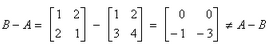 B − A = [1 2; 2 1] − [1 2; 3 4] = [0 0; −1 −3] ≠ A − B